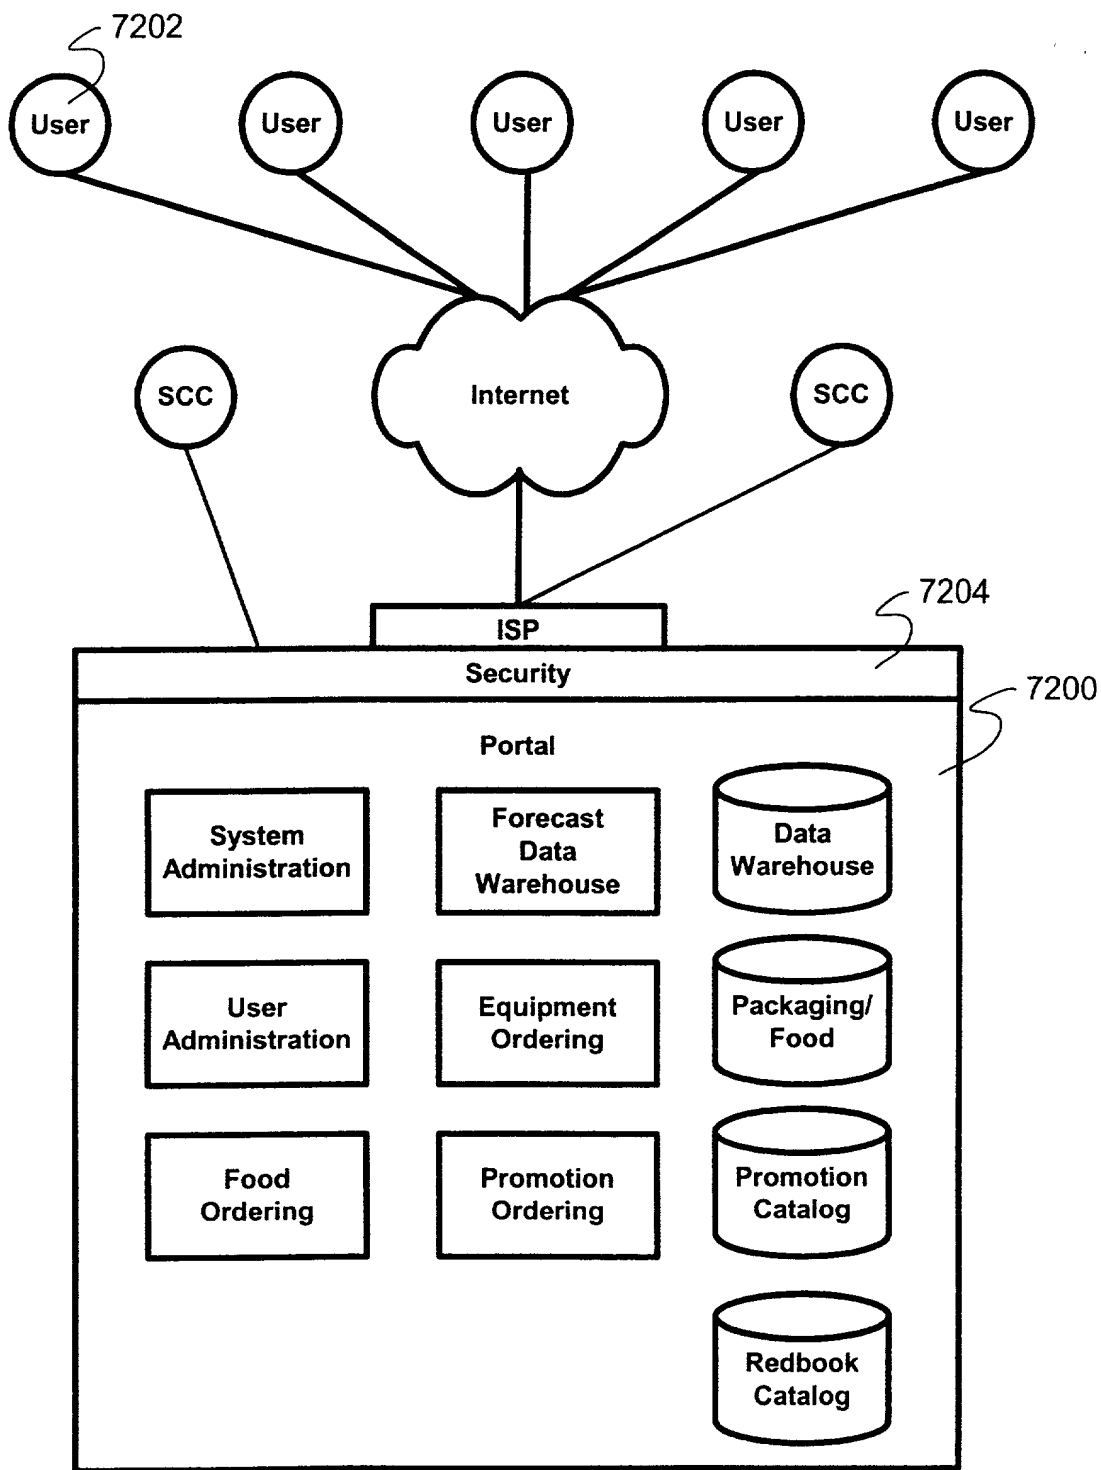 7202
User
User
User
User
User
SCC
Internet
SCC
ISP
7204
Security
7200
Portal
System
Administration
Forecast
Data
Warehouse
Data
Warehouse
User
Administration
Equipment
Ordering
Packaging/
Food
Food
Ordering
Promotion
Ordering
Promotion
Catalog
Redbook
Catalog